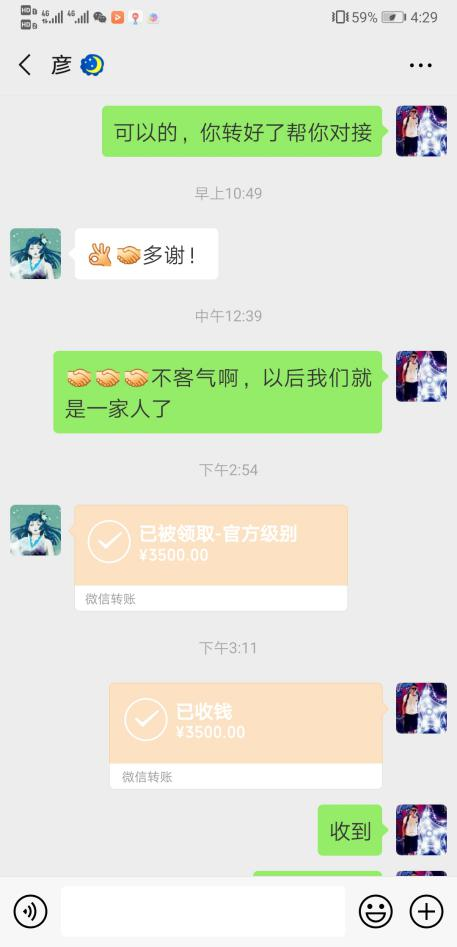 59% 4:29
彦
可以的，你转好了帮你对接
早上10:49
多谢！
中午12:39
不客气啊，以后我们就
是一家人了
下午2:54
已被领取-官方级别
¥3500.00
微信转账
下午3:11
已收钱
¥3500.00
微信转账
收到